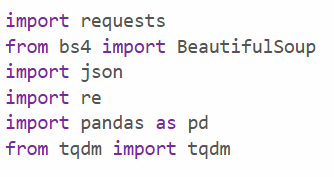 import requests
from bs4 import BeautifulSoup
import json
import re
import pandas as pd
from tqdm import tqdm